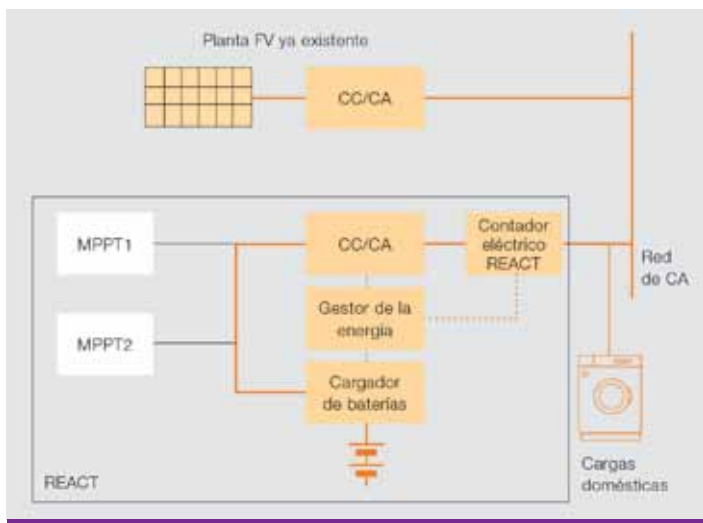 Planta FV ya existente
CC/CA
MPPT1
CC/CA
Contador
eléctrico
REACT
Red
de CA
Gestor de la
energía
MPPT2
Cargador
de baterías
REACT
Cargas
domésticas